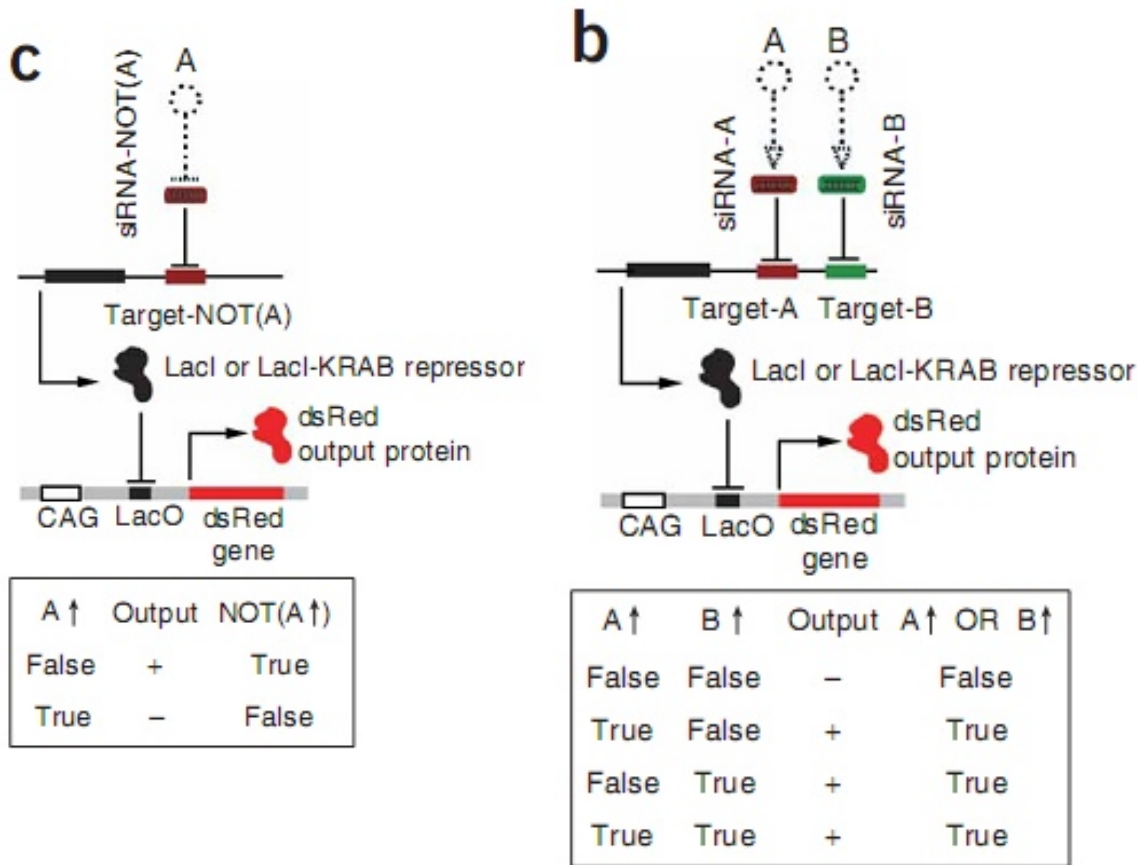 c
A
siRNA-NOT(A)
Target-NOT(A)
LacI or LacI-KRAB repressor
dsRed
output protein
CAG
LacO
dsRed
gene
A↑ Output NOT(A↑)
False + True
True – False
b
A B
siRNA-A
siRNA-B
Target-A Target-B
LacI or LacI-KRAB repressor
dsRed
output protein
CAG
LacO
dsRed
gene
A↑ B↑ Output A↑ OR B↑
False False – False
True False + True
False True + True
True True + True